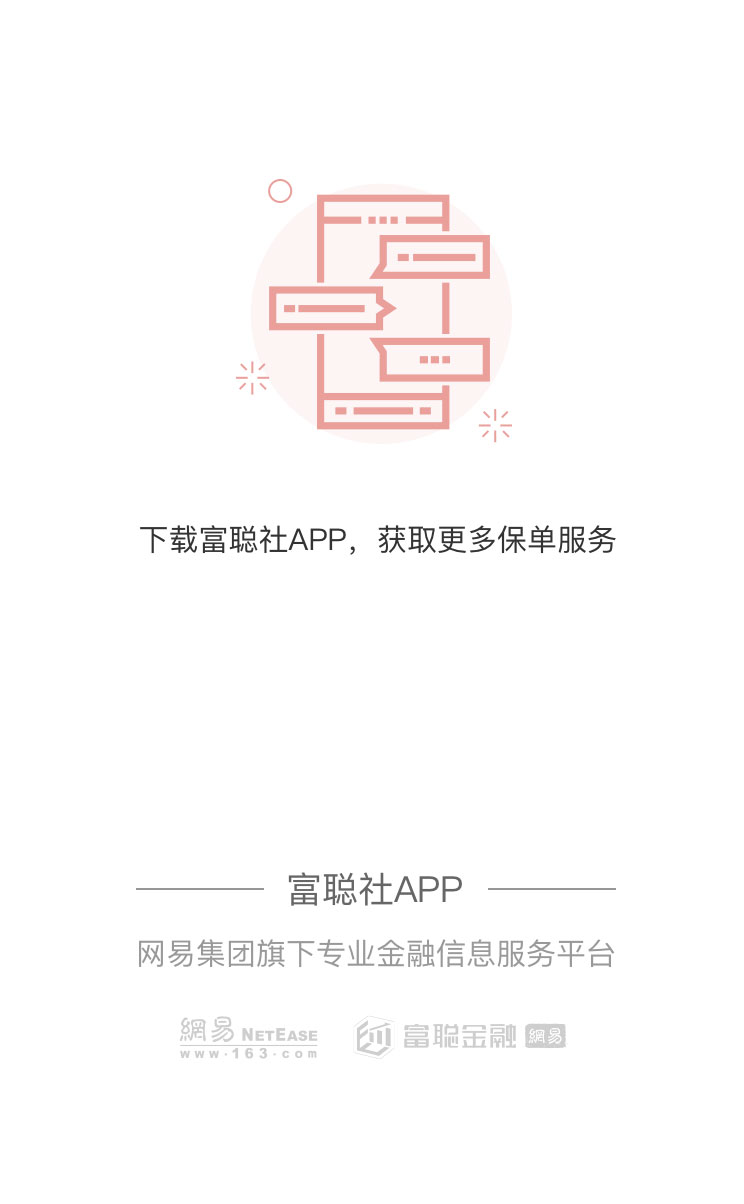 下载富聪社APP，获取更多保单服务
富聪社APP
网易集团旗下专业金融信息服务平台
網易 NETEASE
www.163.com
富聪金融 網易